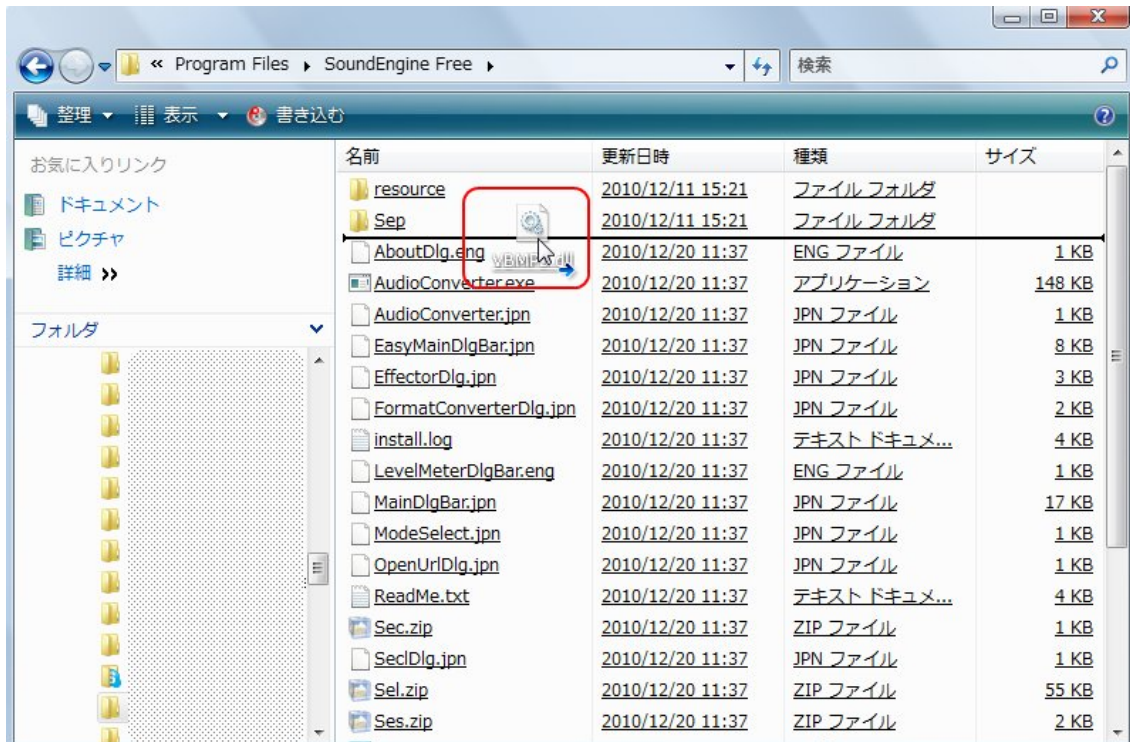 « Program Files ▸ SoundEngine Free ▸ 検索
整理 表示 書き込む
お気に入りリンク
ドキュメント
ピクチャ
詳細 »
フォルダ
名前 更新日時 種類 サイズ
resource 2010/12/11 15:21 ファイル フォルダ
Sep 2010/12/11 15:21 ファイル フォルダ
AboutDlg.eng 2010/12/20 11:37 ENG ファイル 1 KB
AudioConverter.exe 2010/12/20 11:37 アプリケーション 148 KB
AudioConverter.jpn 2010/12/20 11:37 JPN ファイル 1 KB
EasyMainDlgBar.jpn 2010/12/20 11:37 JPN ファイル 8 KB
EffectorDlg.jpn 2010/12/20 11:37 JPN ファイル 3 KB
FormatConverterDlg.jpn 2010/12/20 11:37 JPN ファイル 2 KB
install.log 2010/12/20 11:37 テキスト ドキュメ... 4 KB
LevelMeterDlgBar.eng 2010/12/20 11:37 ENG ファイル 1 KB
MainDlgBar.jpn 2010/12/20 11:37 JPN ファイル 17 KB
ModeSelect.jpn 2010/12/20 11:37 JPN ファイル 1 KB
OpenUrlDlg.jpn 2010/12/20 11:37 JPN ファイル 1 KB
ReadMe.txt 2010/12/20 11:37 テキスト ドキュメ... 4 KB
Sec.zip 2010/12/20 11:37 ZIP ファイル 1 KB
SeclDlg.jpn 2010/12/20 11:37 JPN ファイル 1 KB
Sel.zip 2010/12/20 11:37 ZIP ファイル 55 KB
Ses.zip 2010/12/20 11:37 ZIP ファイル 2 KB